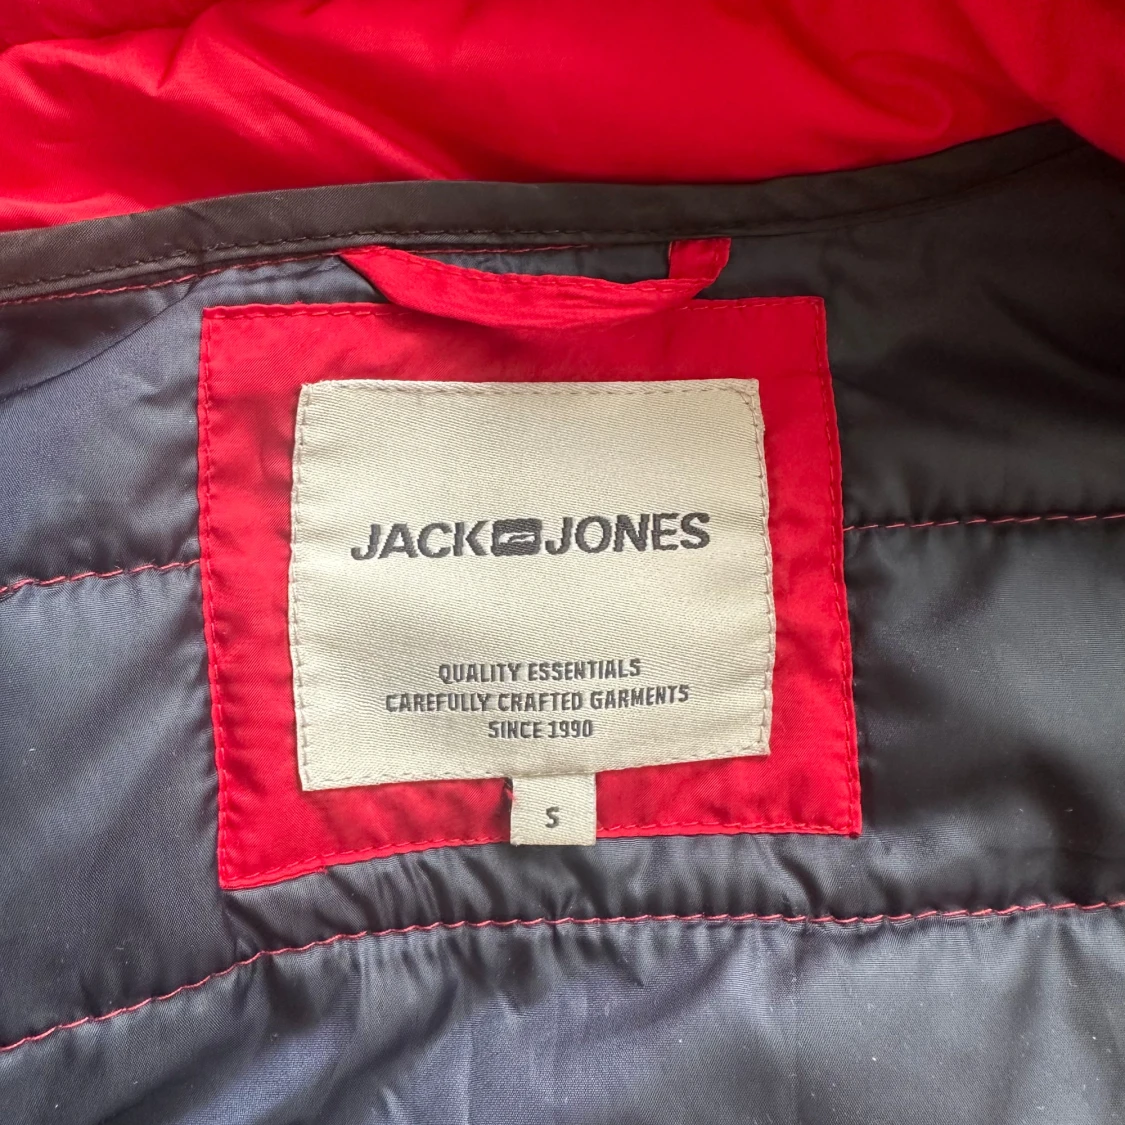 JACK JONES
QUALITY ESSENTIALS
CAREFULLY CRAFTED GARMENTS
SINCE 1990
S